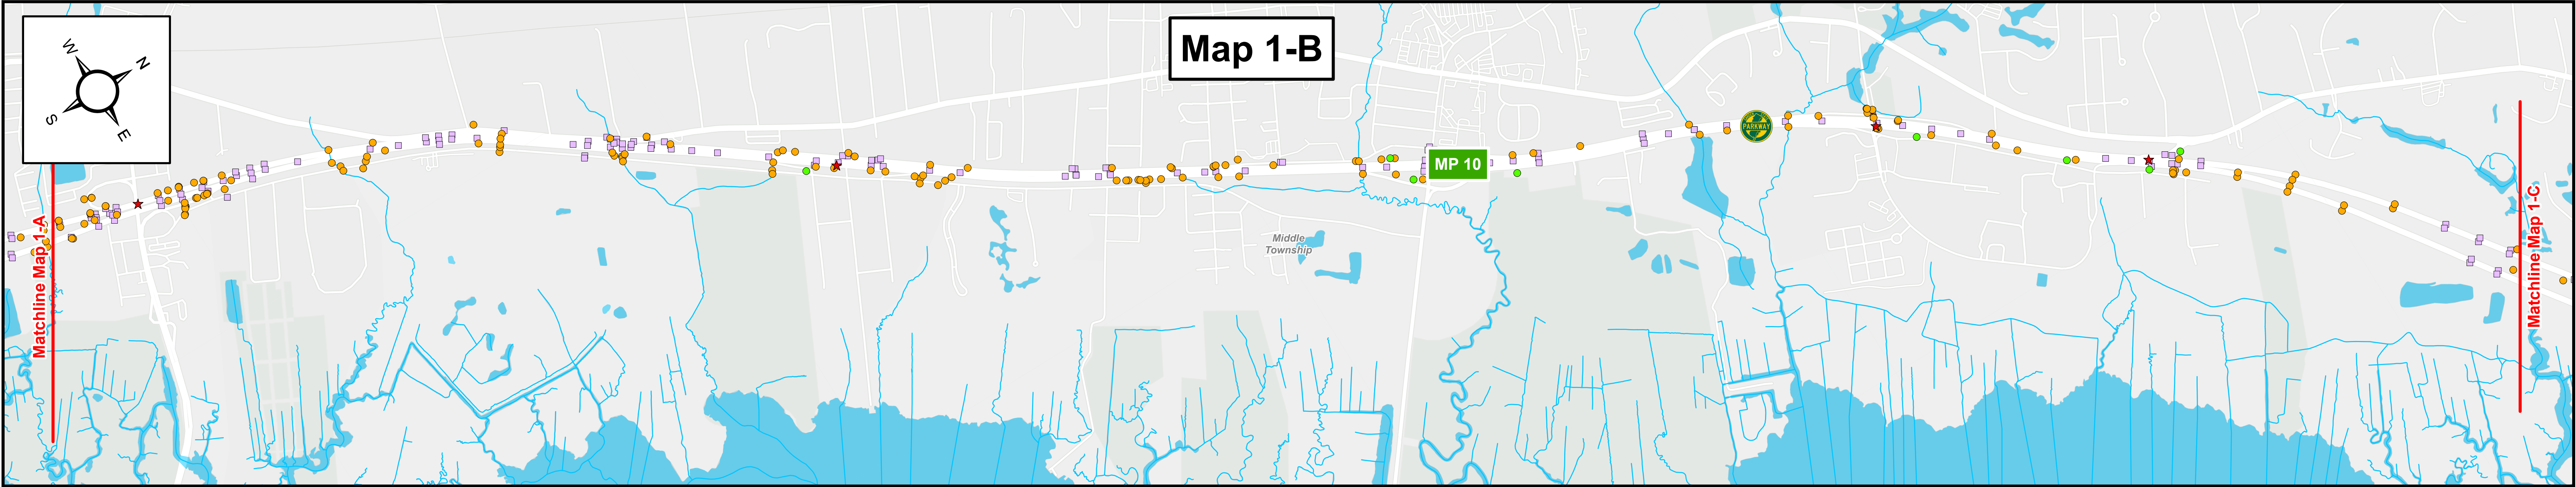 Map 1-B
W
N
S
E
PARKWAY
MP 10
Middle
Township
Matchline Map 1-A
Matchline Map 1-C